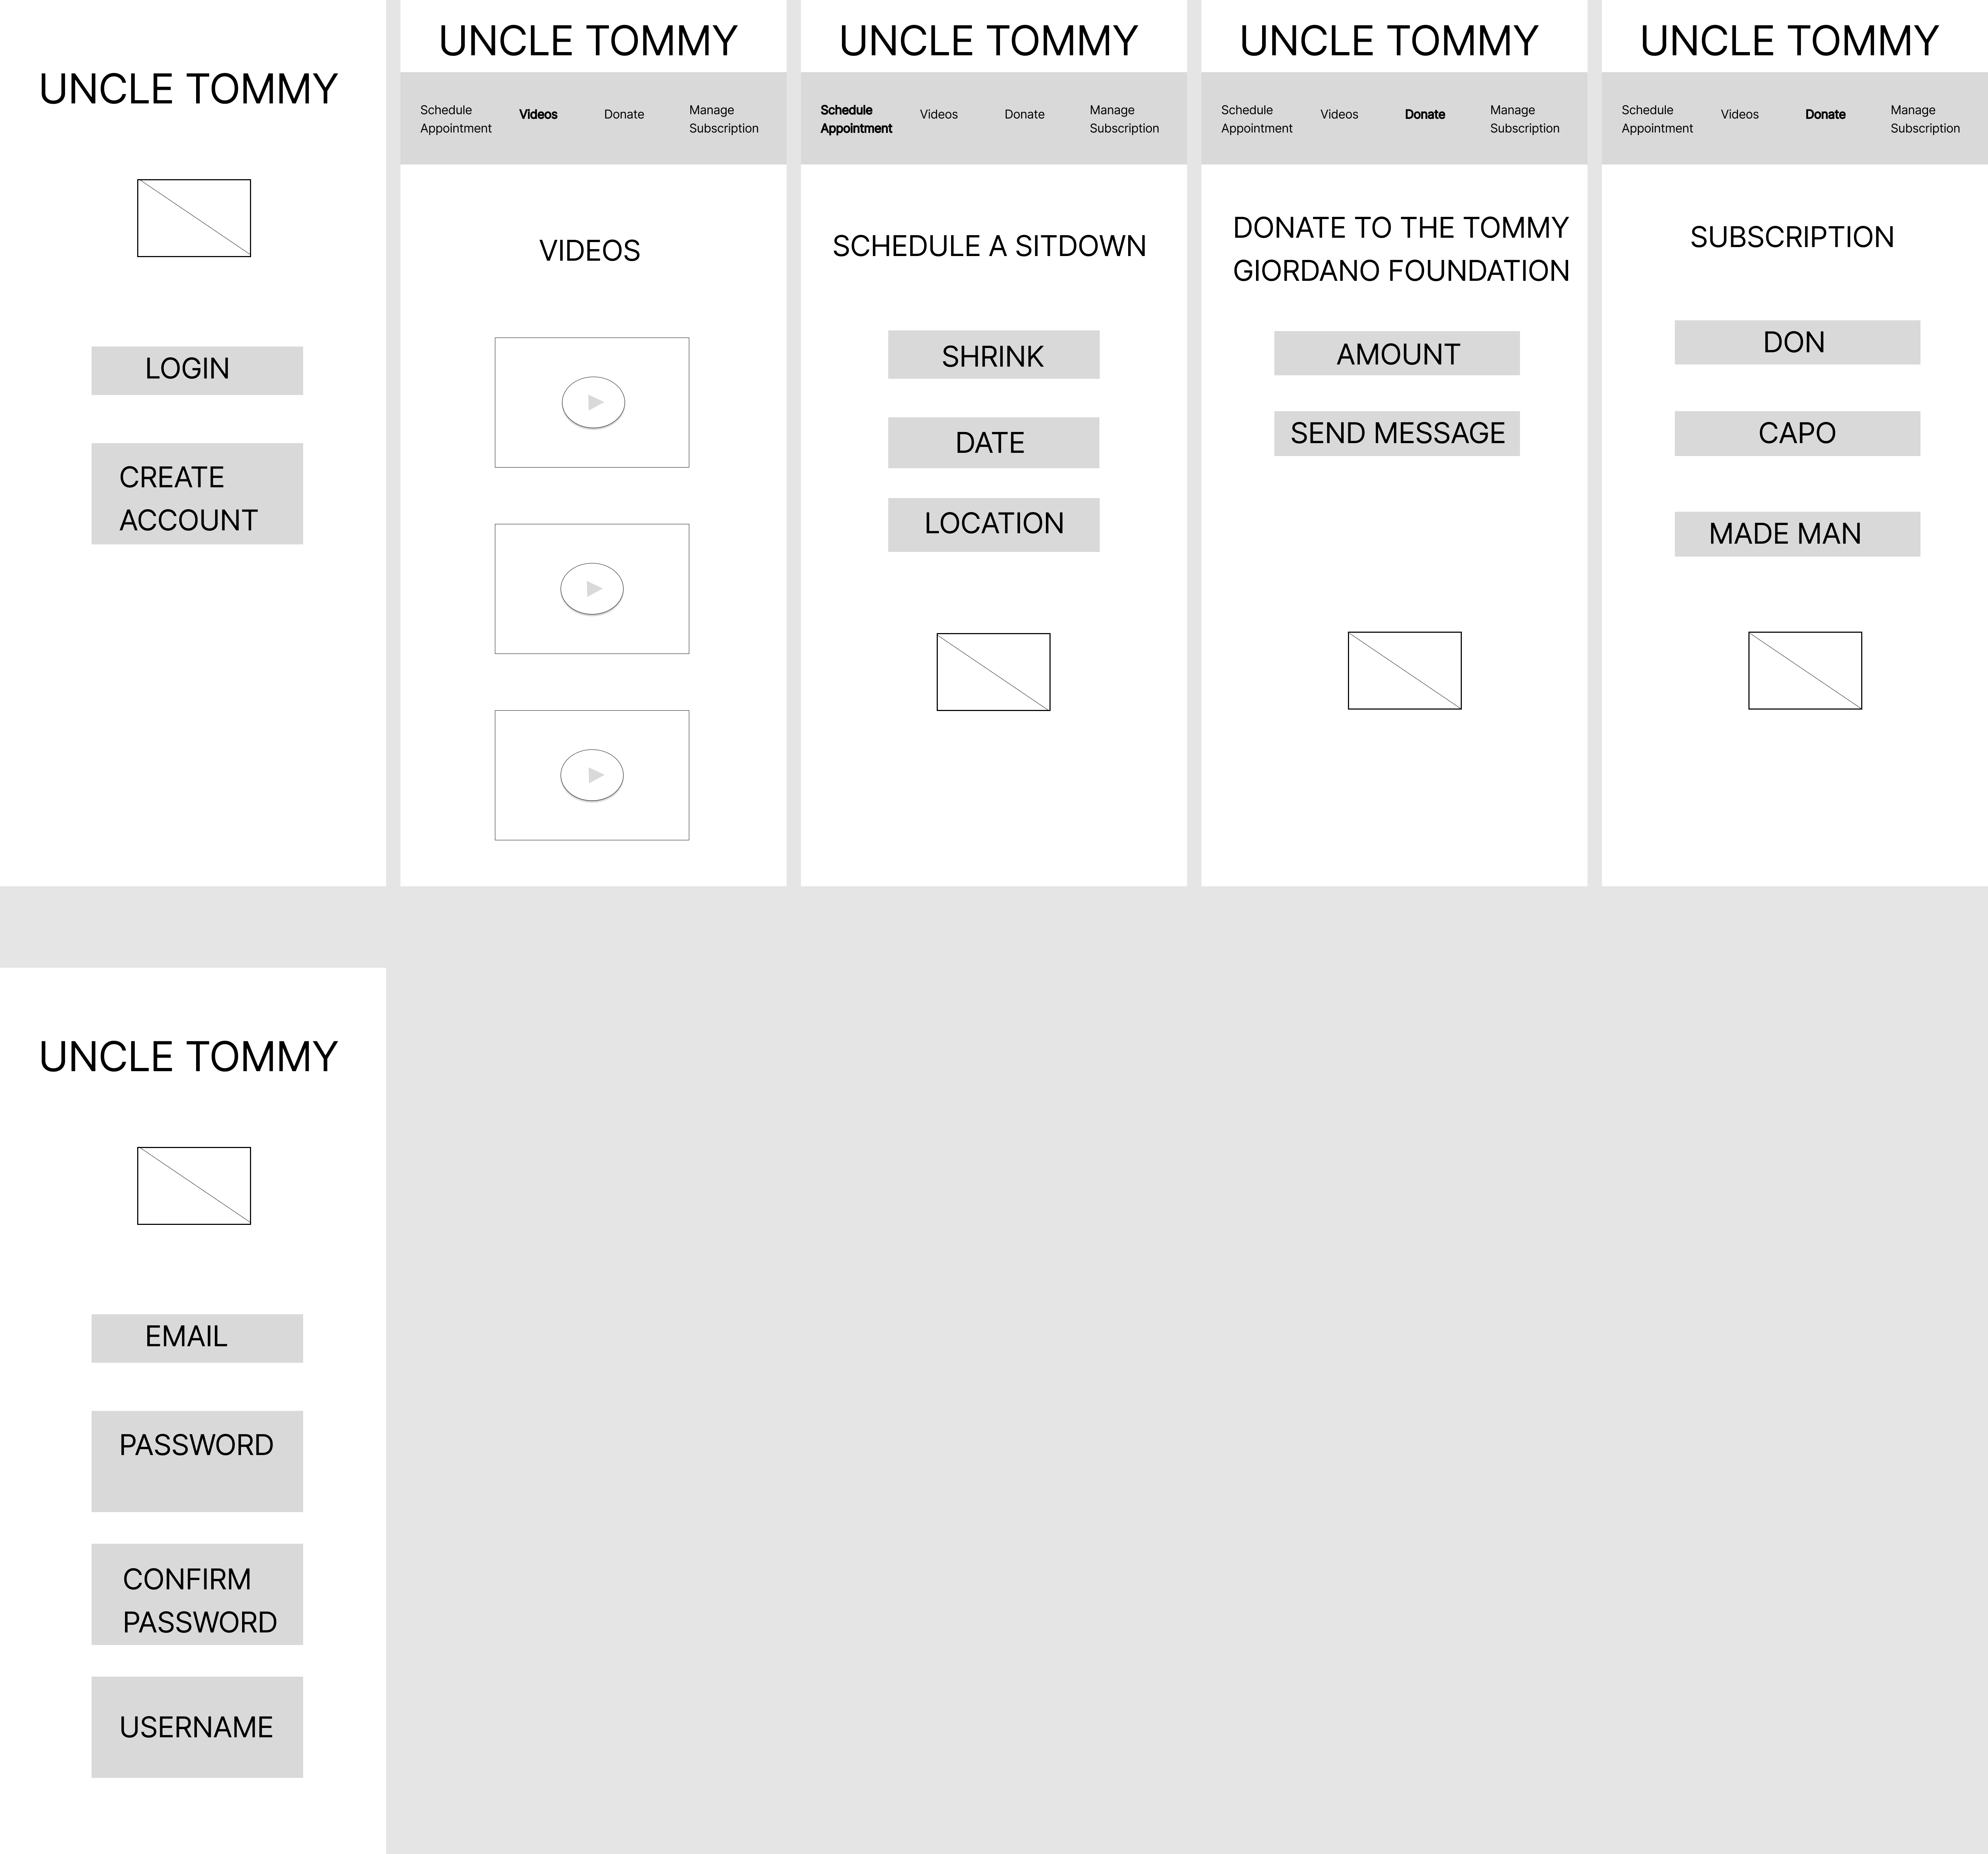 UNCLE TOMMY
LOGIN
CREATE
ACCOUNT
UNCLE TOMMY
Schedule
Appointment
Videos
Donate
Manage
Subscription
VIDEOS
UNCLE TOMMY
Schedule
Appointment
Videos
Donate
Manage
Subscription
SCHEDULE A SITDOWN
SHRINK
DATE
LOCATION
UNCLE TOMMY
Schedule
Appointment
Videos
Donate
Manage
Subscription
DONATE TO THE TOMMY
GIORDANO FOUNDATION
AMOUNT
SEND MESSAGE
UNCLE TOMMY
Schedule
Appointment
Videos
Donate
Manage
Subscription
SUBSCRIPTION
DON
CAPO
MADE MAN
UNCLE TOMMY
EMAIL
PASSWORD
CONFIRM
PASSWORD
USERNAME